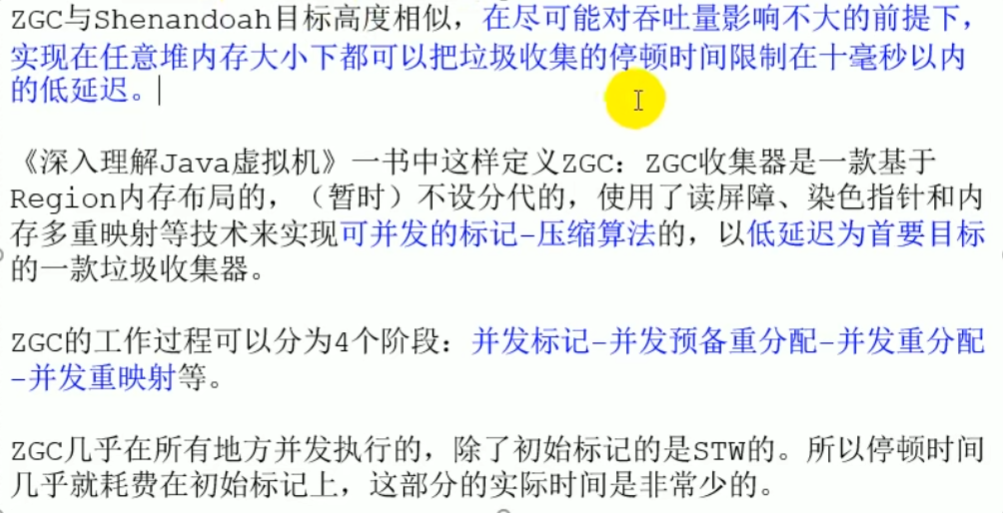 ZGC与Shenandoah目标高度相似，在尽可能对吞吐量影响不大的前提下，
实现在任意堆内存大小下都可以把垃圾收集的停顿时间限制在十毫秒以内
的低延迟。
《深入理解Java虚拟机》一书中这样定义ZGC：ZGC收集器是一款基于
Region内存布局的，（暂时）不设分代的，使用了读屏障、染色指针和内
存多重映射等技术来实现可并发的标记-压缩算法的，以低延迟为首要目标
的一款垃圾收集器。
ZGC的工作过程可以分为4个阶段：并发标记-并发预备重分配-并发重分配
-并发重映射等。
ZGC几乎在所有地方并发执行的，除了初始标记的是STW的。所以停顿时间
几乎就耗费在初始标记上，这部分的实际时间是非常少的。